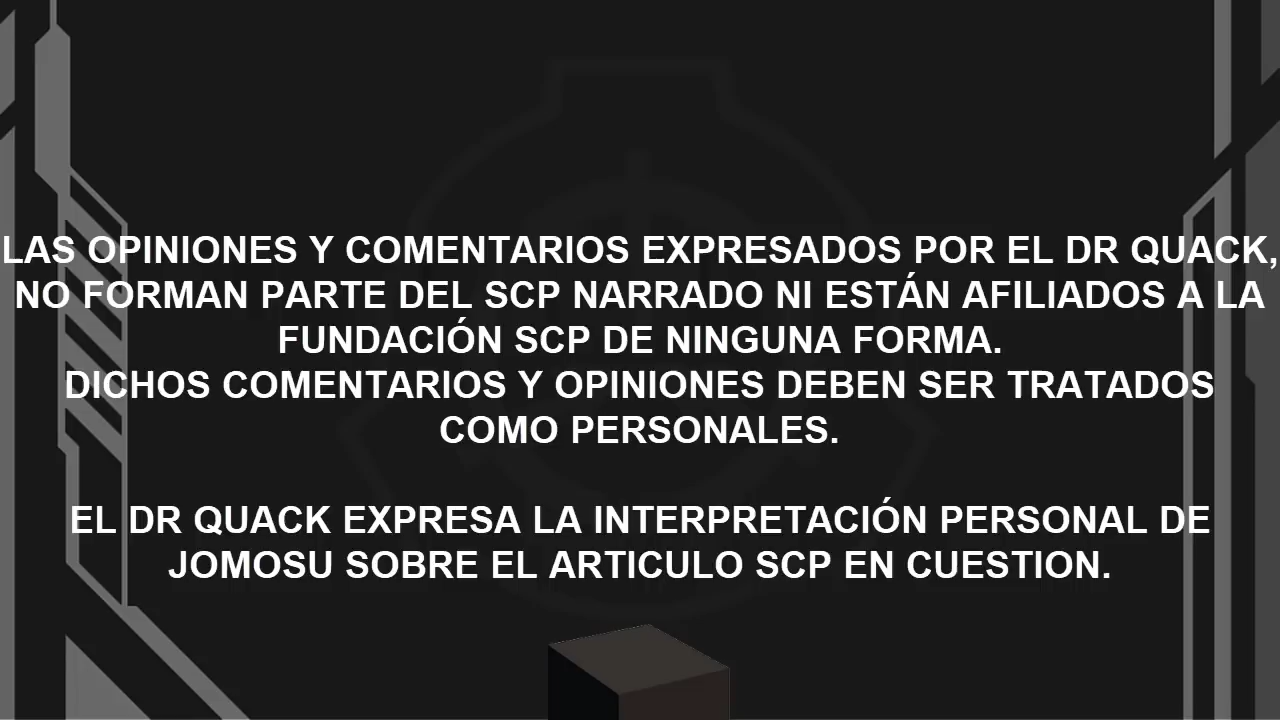 LAS OPINIONES Y COMENTARIOS EXPRESADOS POR EL DR QUACK,
NO FORMAN PARTE DEL SCP NARRADO NI ESTÁN AFILIADOS A LA
FUNDACIÓN SCP DE NINGUNA FORMA.
DICHOS COMENTARIOS Y OPINIONES DEBEN SER TRATADOS
COMO PERSONALES.
EL DR QUACK EXPRESA LA INTERPRETACIÓN PERSONAL DE
JOMOSU SOBRE EL ARTICULO SCP EN CUESTION.